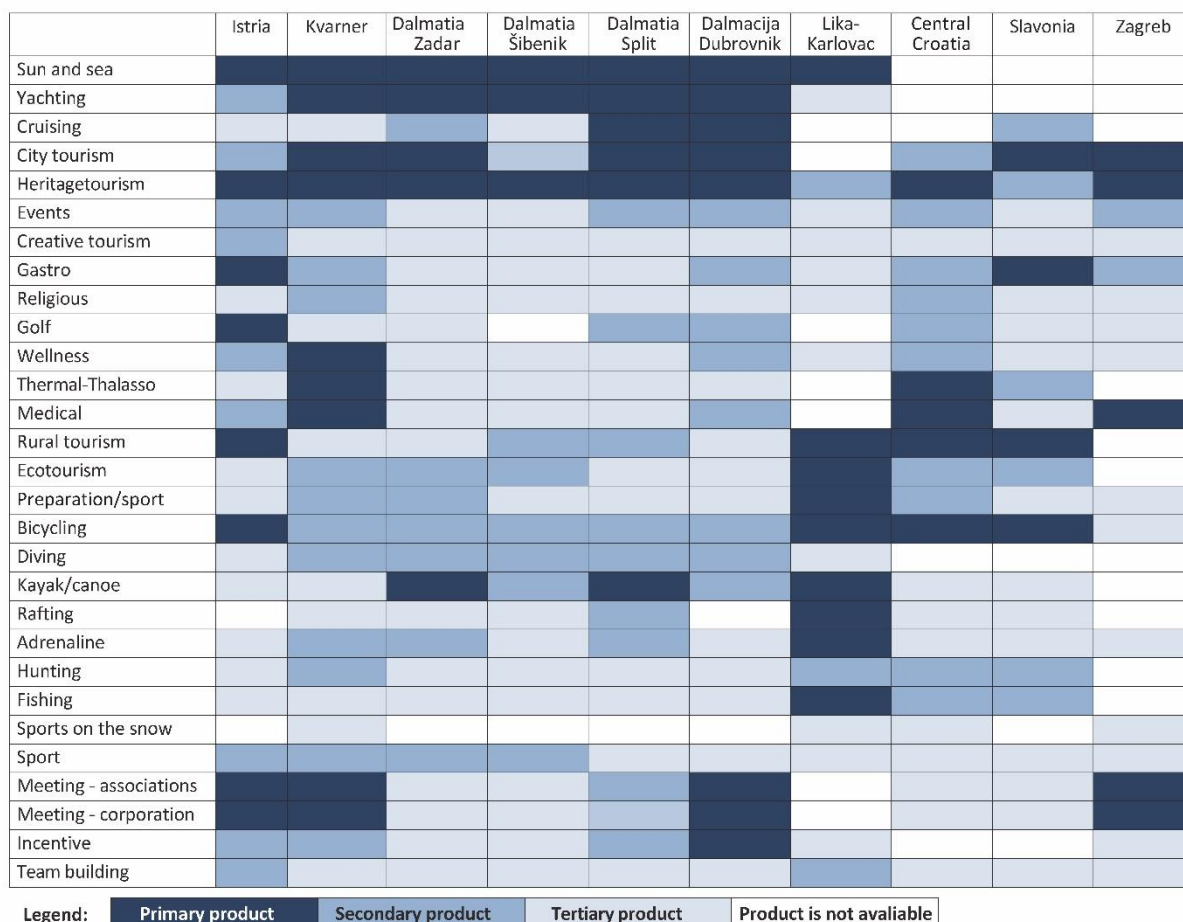 Istria Kvarner Dalmatia Zadar Dalmatia Šibenik Dalmatia Split Dalmacija Dubrovnik Lika-Karlovac Central Croatia Slavonia Zagreb
Sun and sea
Yachting
Cruising
City tourism
Heritagetourism
Events
Creative tourism
Gastro
Religious
Golf
Wellness
Thermal-Thalasso
Medical
Rural tourism
Ecotourism
Preparation/sport
Bicycling
Diving
Kayak/canoe
Rafting
Adrenaline
Hunting
Fishing
Sports on the snow
Sport
Meeting - associations
Meeting - corporation
Incentive
Team building
Legend: Primary product Secondary product Tertiary product Product is not avaliable